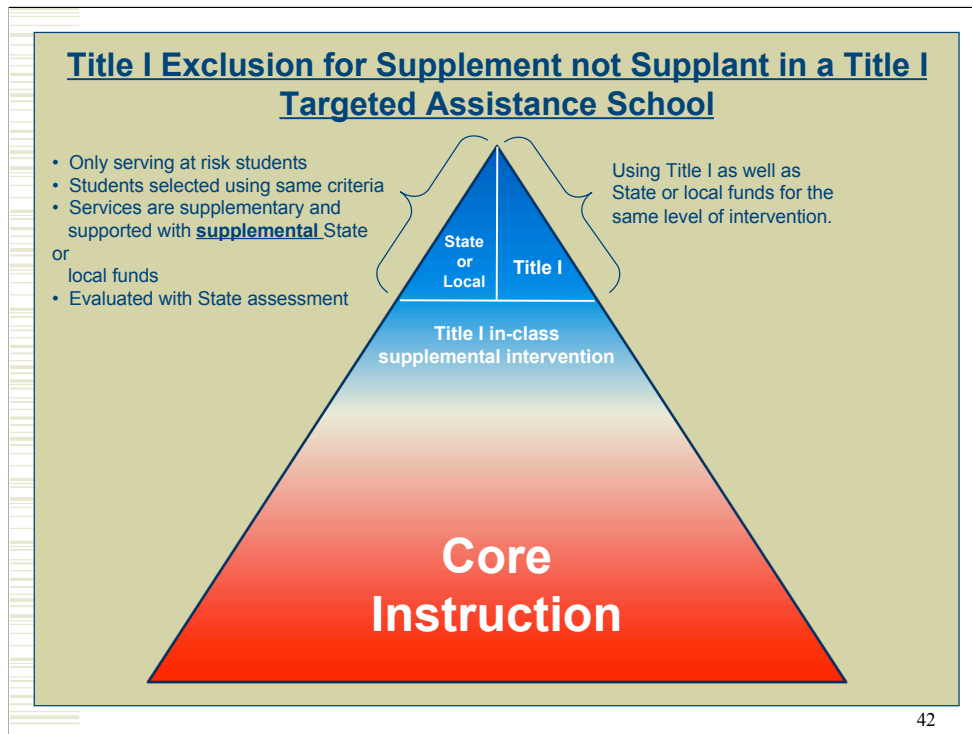 Title I Exclusion for Supplement not Supplant in a Title I
Targeted Assistance School
• Only serving at risk students
• Students selected using same criteria
• Services are supplementary and
supported with supplemental State
or
local funds
• Evaluated with State assessment
Using Title I as well as
State or local funds for the
same level of intervention.
State
or
Local
Title I
Title I in-class
supplemental intervention
Core
Instruction
42